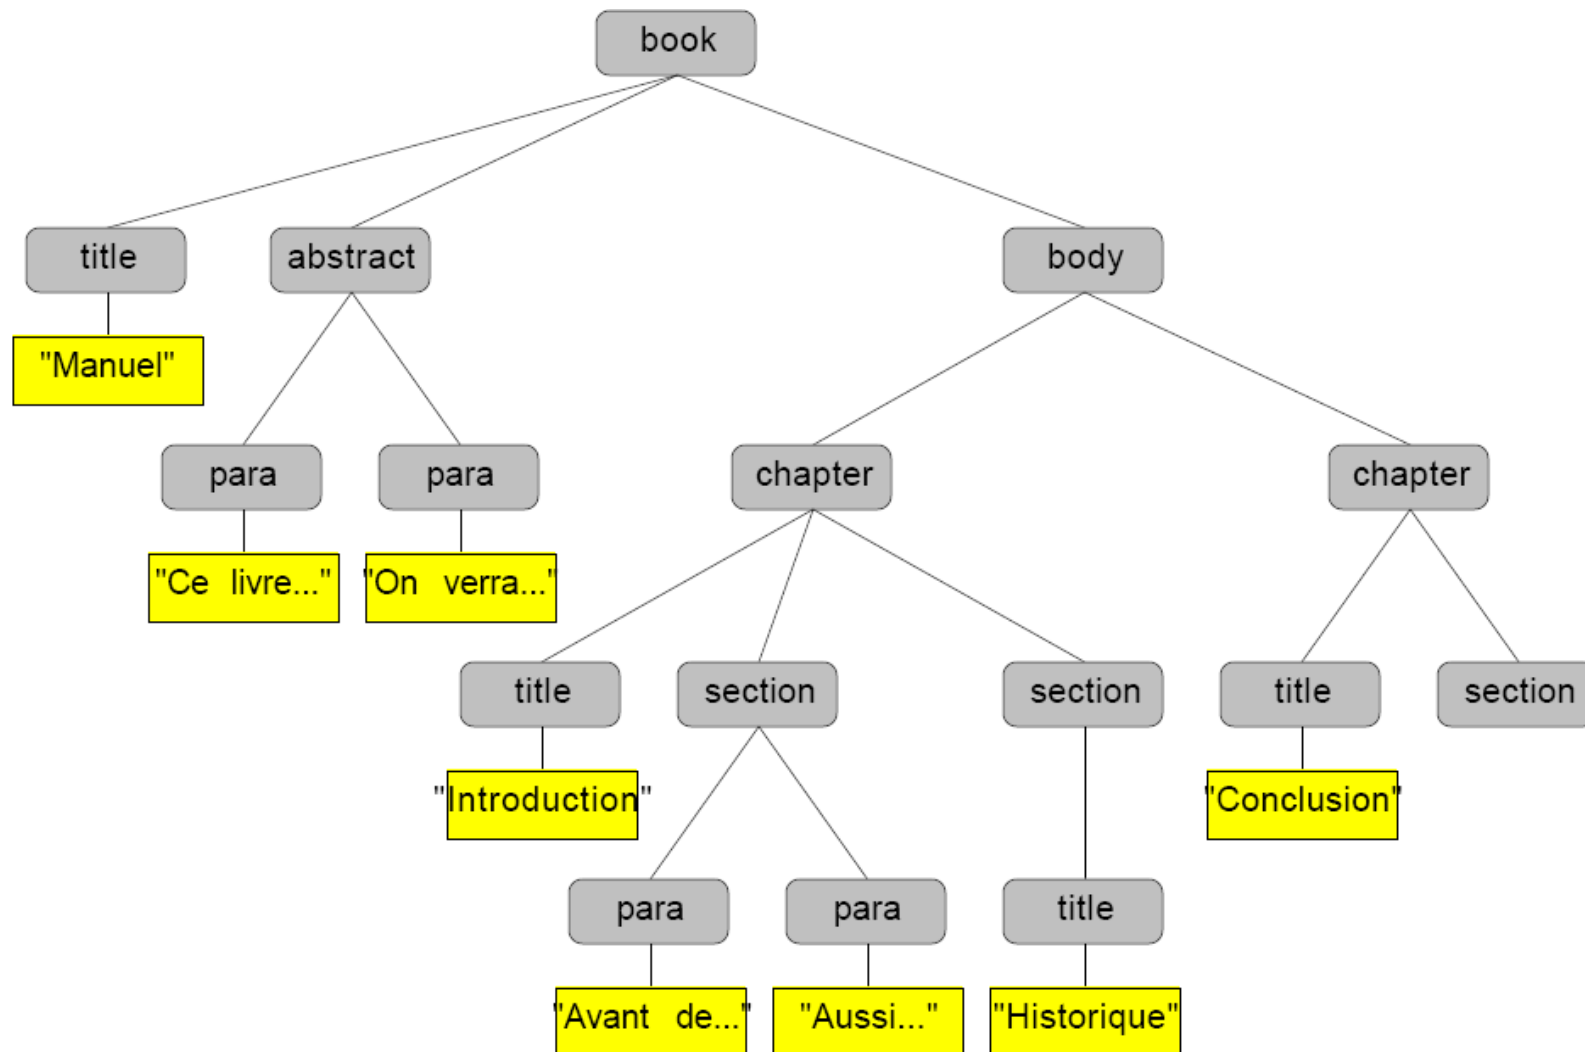 book
title
abstract
body
"Manuel"
para
para
chapter
chapter
"Ce livre..."
"On verra..."
title
section
section
title
section
"Introduction"
"Conclusion"
para
para
title
"Avant de..."
"Aussi..."
"Historique"